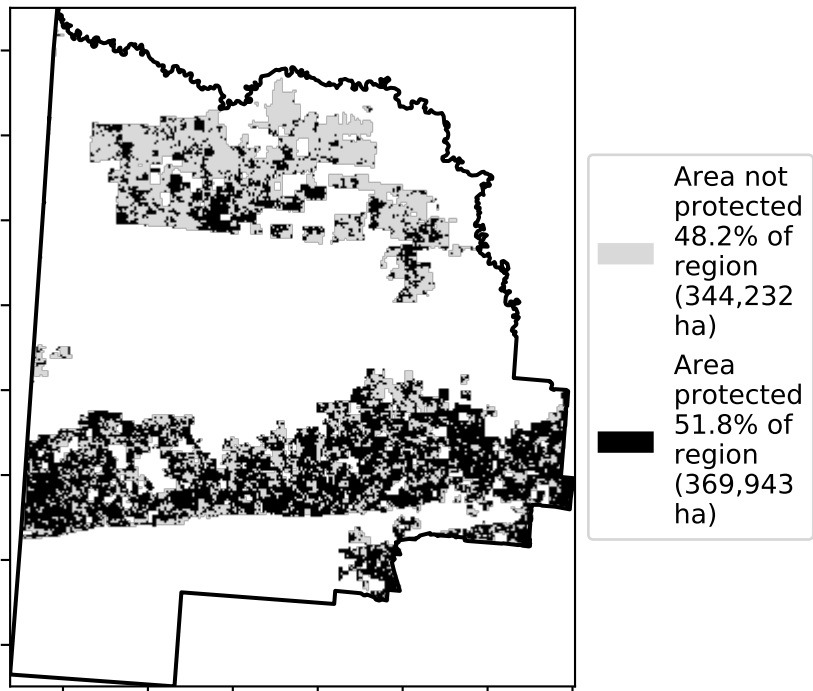 Area not
protected
48.2% of
region
(344,232
ha)
Area
protected
51.8% of
region
(369,943
ha)